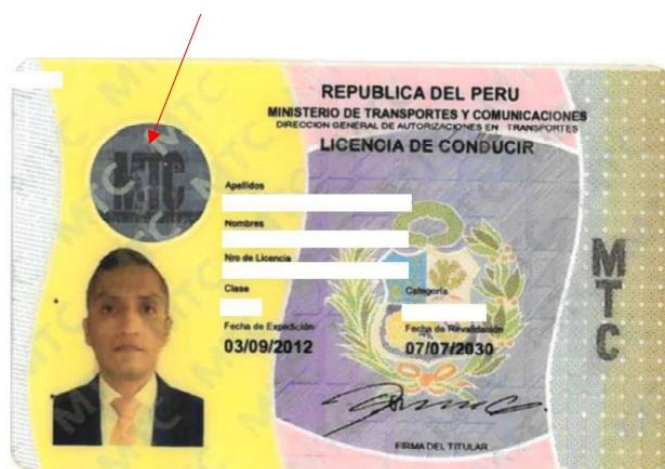 REPUBLICA DEL PERU
MINISTERIO DE TRANSPORTES Y COMUNICACIONES
DIRECCION GENERAL DE AUTORIZACIONES EN TRANSPORTES
LICENCIA DE CONDUCIR
MTC
Apellidos
Nombres
Nro de Licencia
Clase
Categoría
Fecha de Expedición
Fecha de Revalidación
03/09/2012
07/07/2030
FIRMA DEL TITULAR
MTC